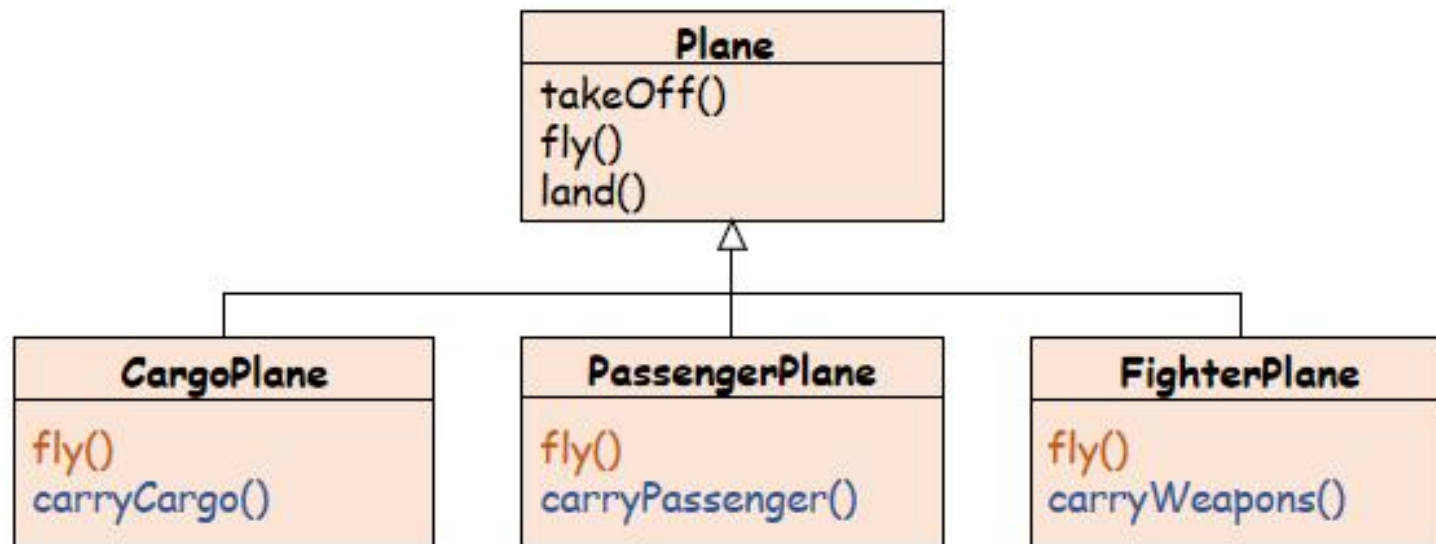 Plane
takeOff()
fly()
land()
CargoPlane
fly()
carryCargo()
PassengerPlane
fly()
carryPassenger()
FighterPlane
fly()
carryWeapons()